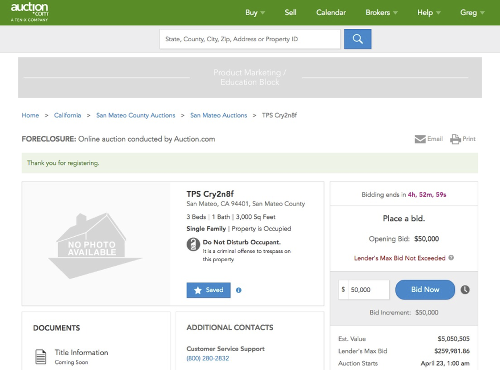 auction
.com
A TEN-X COMPANY
Buy
Sell
Calendar
Brokers
Help
Greg
State, County, City, Zip, Address or Property ID
Product Marketing /
Education Block
Home > California > San Mateo County Auctions > San Mateo Auctions > TPS Cry2n8f
FORECLOSURE: Online auction conducted by Auction.com
Email
Print
Thank you for registering.
NO PHOTO
AVAILABLE
TPS Cry2n8f
San Mateo, CA 94401, San Mateo County
3 Beds | 1 Bath | 3,000 Sq Feet
Single Family | Property is Occupied
Do Not Disturb Occupant.
It is a criminal offense to trespass on
this property
Saved
Bidding ends in 4h, 52m, 59s
Place a bid.
Opening Bid: $50,000
Lender's Max Bid Not Exceeded
$ 50,000
Bid Now
Bid Increment: $50,000
Est. Value $5,050,505
Lender's Max Bid $259,981.86
Auction Starts April 23, 1:00 am
DOCUMENTS
Title Information
Coming Soon
ADDITIONAL CONTACTS
Customer Service Support
(800) 280-2832